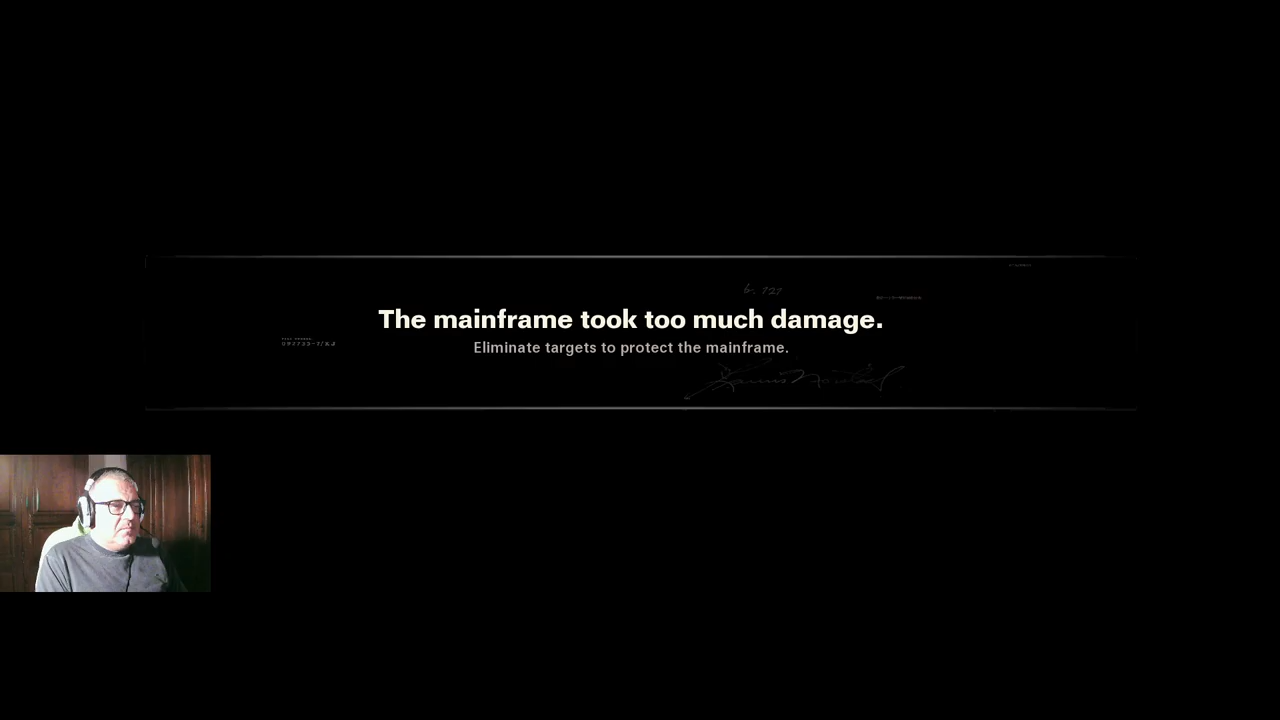 The mainframe took too much damage.
Eliminate targets to protect the mainframe.